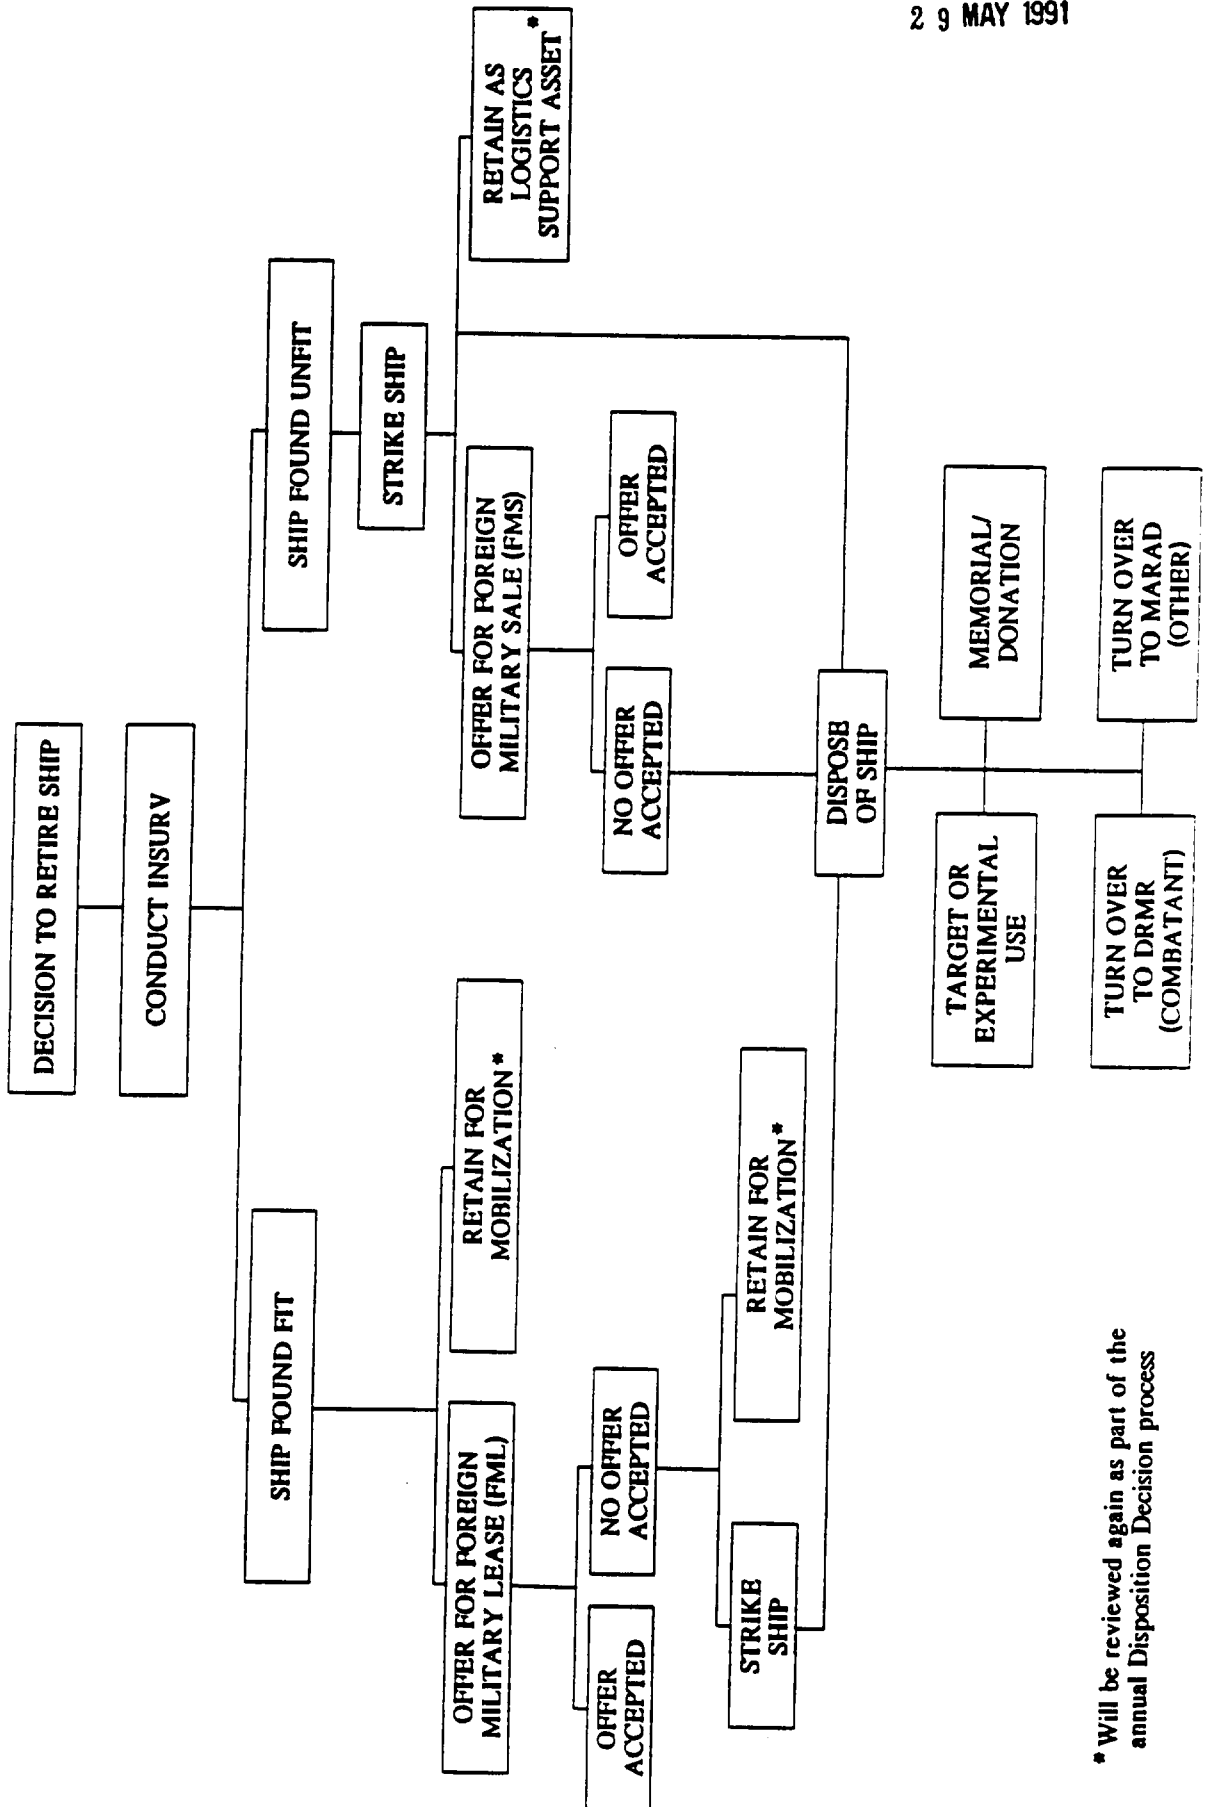 2 9 MAY 1991
DECISION TO RETIRE SHIP
CONDUCT INSURV
SHIP FOUND FIT
SHIP FOUND UNFIT
STRIKE SHIP
OFFER FOR FOREIGN
MILITARY LEASE (FML)
RETAIN FOR
MOBILIZATION*
OFFER FOR FOREIGN
MILITARY SALE (FMS)
RETAIN AS
LOGISTICS
SUPPORT ASSET*
OFFER
ACCEPTED
NO OFFER
ACCEPTED
NO OFFER
ACCEPTED
OFFER
ACCEPTED
STRIKE
SHIP
RETAIN FOR
MOBILIZATION*
DISPOSE
OF SHIP
TARGET OR
EXPERIMENTAL
USE
MEMORIAL/
DONATION
TURN OVER
TO DRMR
(COMBATANT)
TURN OVER
TO MARAD
(OTHER)
* Will be reviewed again as part of the
annual Disposition Decision process